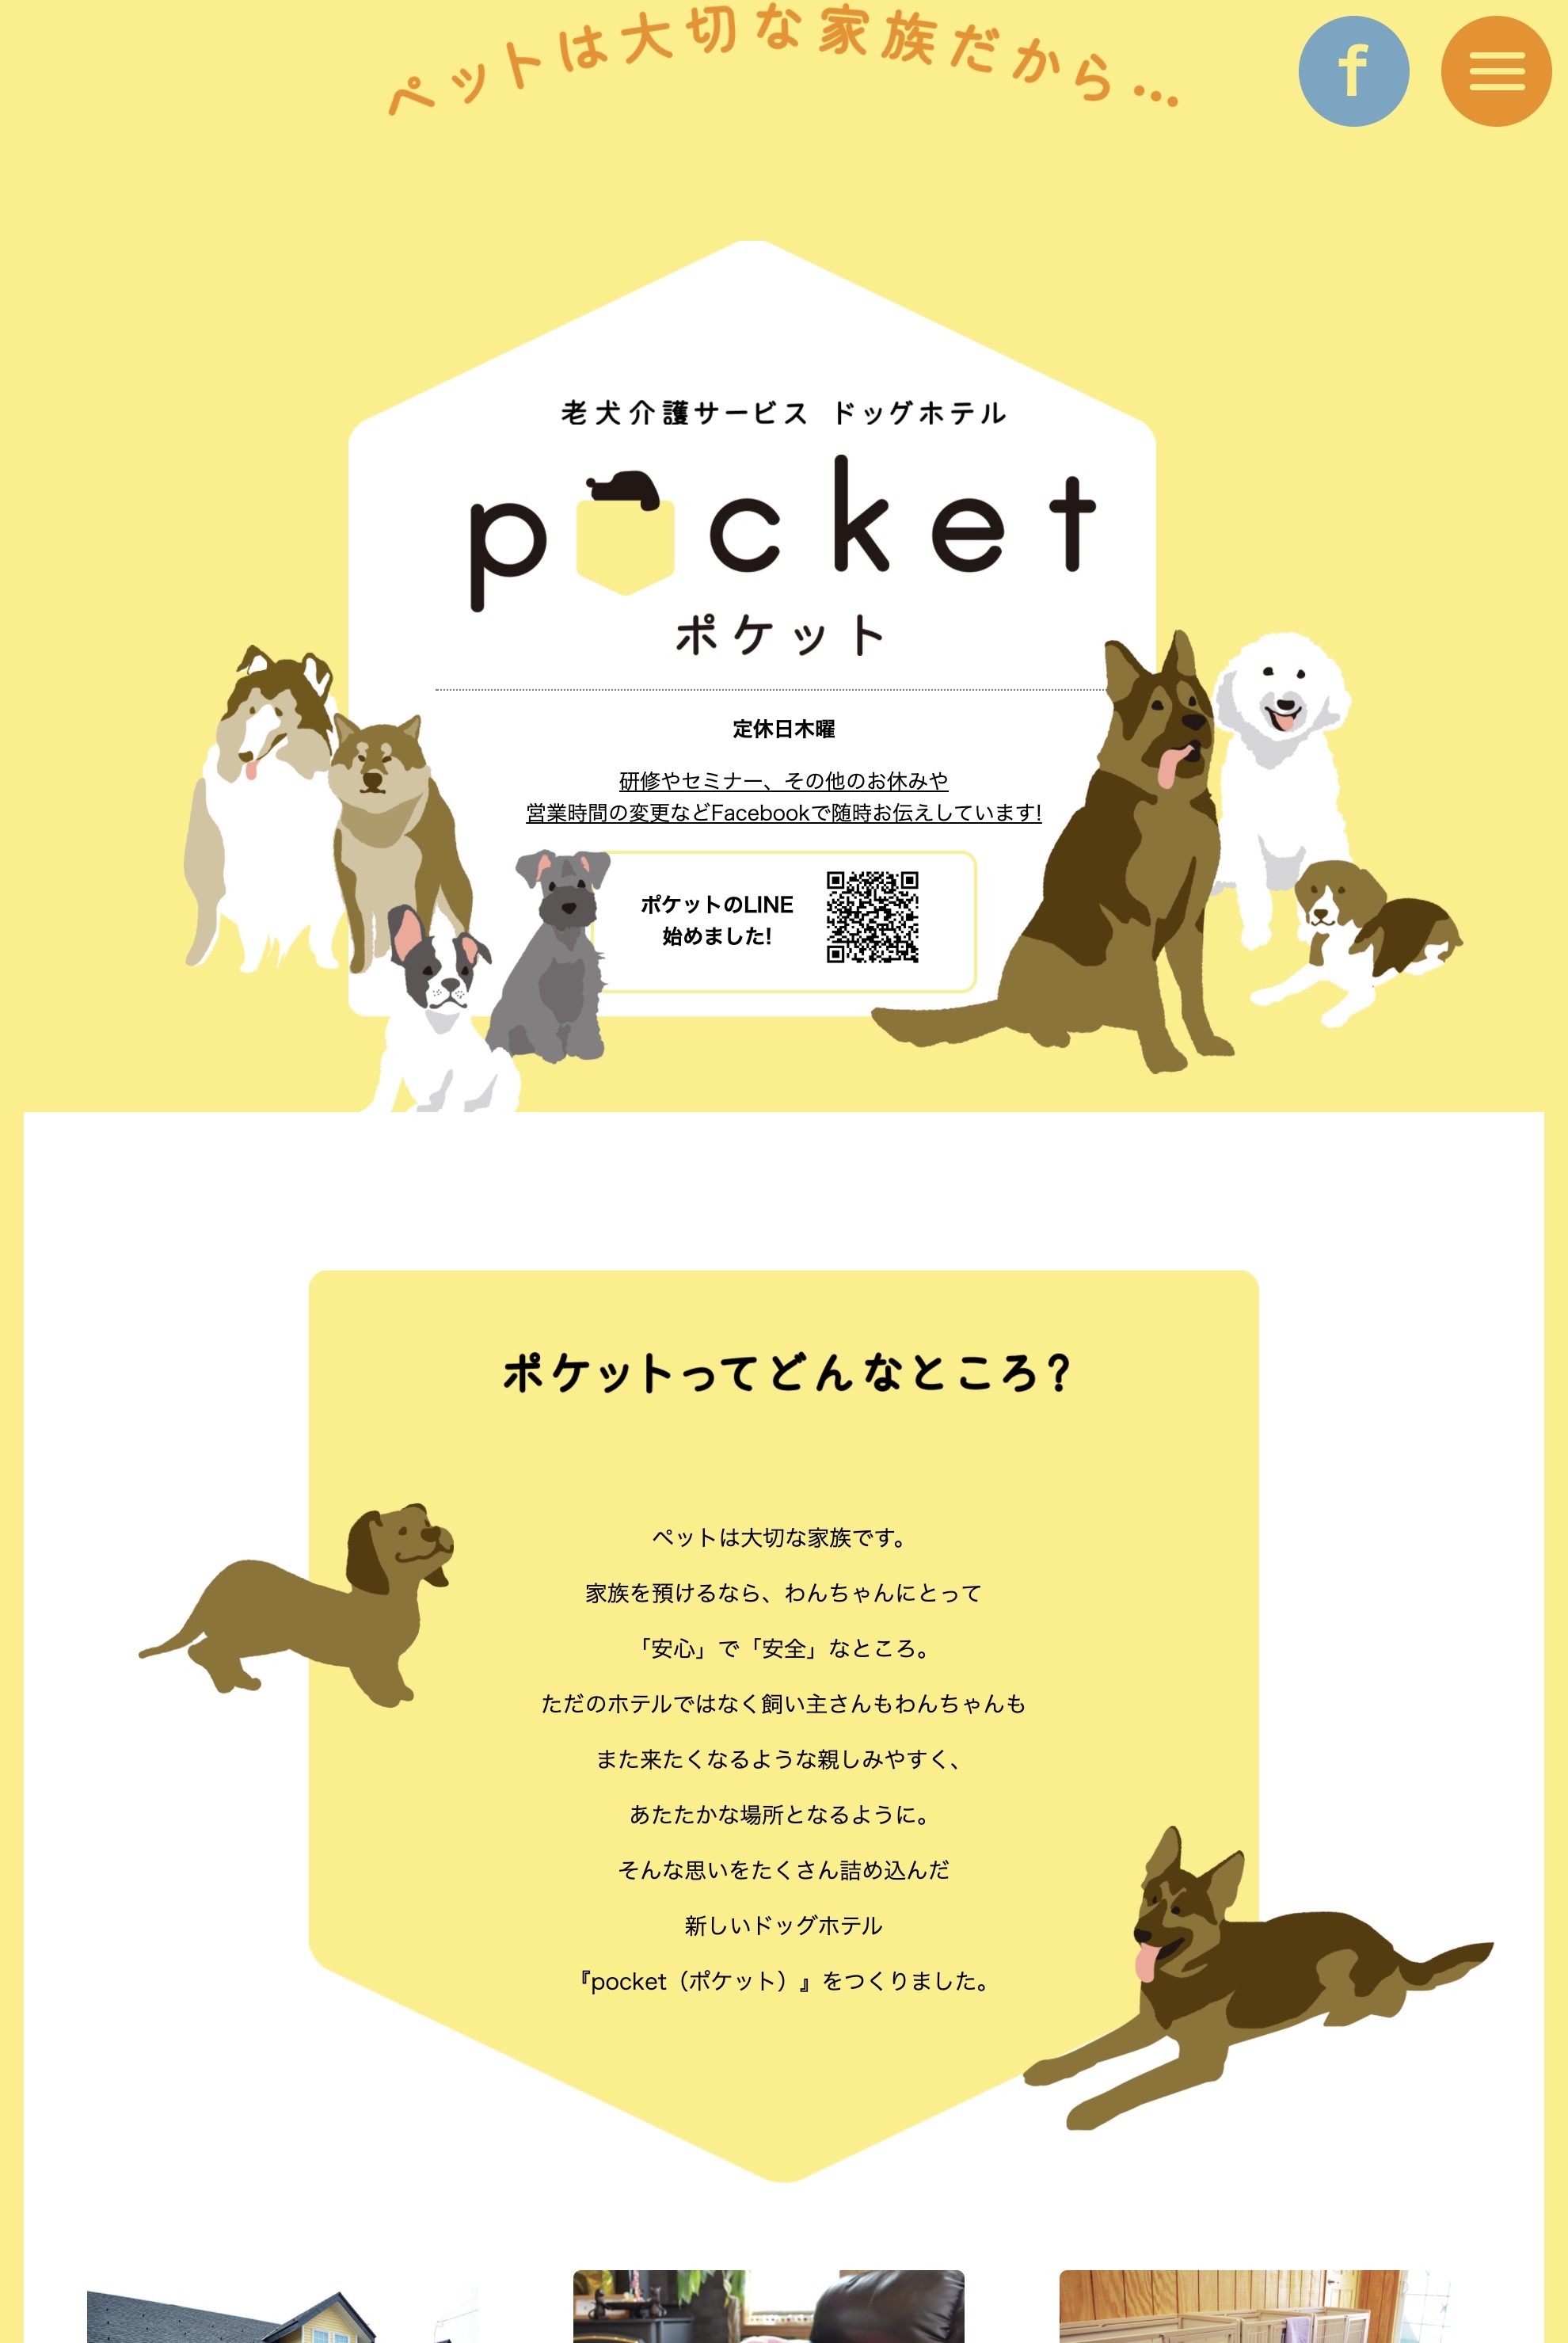 ペットは大切な家族だから…
f
老犬介護サービス ドッグホテル
pocket
ポケット
定休日木曜
研修やセミナー、その他のお休みや
営業時間の変更などFacebookで随時お伝えしています!
ポケットのLINE
始めました!
ポケットってどんなところ?
ペットは大切な家族です。
家族を預けるなら、わんちゃんにとって
「安心」で「安全」なところ。
ただのホテルではなく飼い主さんもわんちゃんも
また来たくなるような親しみやすく、
あたたかな場所となるように。
そんな思いをたくさん詰め込んだ
新しいドッグホテル
『pocket（ポケット）』をつくりました。